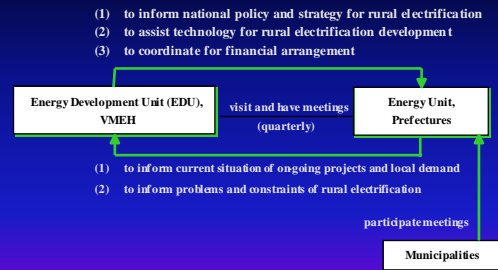 (1) to inform national policy and strategy for rural electrification
(2) to assist technology for rural electrification development
(3) to coordinate for financial arrangement
Energy Development Unit (EDU),
VMEH
visit and have meetings
(quarterly)
Energy Unit,
Prefectures
(1) to inform current situation of on-going projects and local demand
(2) to inform problems and constraints of rural electrification
participate meetings
Municipalities